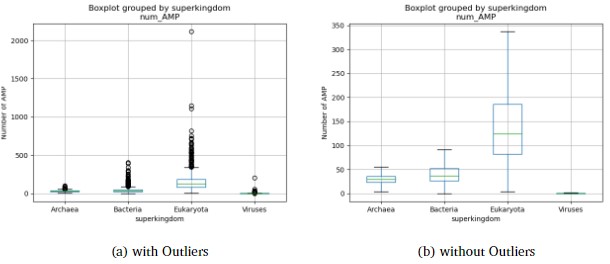 Boxplot grouped by superkingdom
num_AMP
2000
1500
1000
500
0
Number of AMP
Archaea
Bacteria
Eukaryota
Viruses
superkingdom
(a) with Outliers
Boxplot grouped by superkingdom
num_AMP
350
300
250
200
150
100
50
0
Number of AMP
Archaea
Bacteria
Eukaryota
Viruses
superkingdom
(b) without Outliers